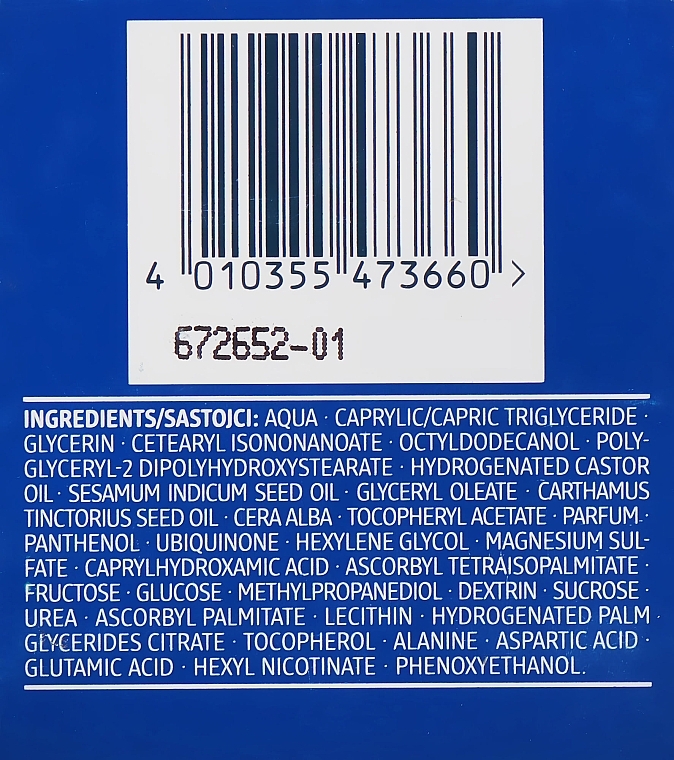 4 010355 473660 >
672652-01
INGREDIENTS/SASTOJCI: AQUA · CAPRYLIC/CAPRIC TRIGLYCERIDE ·
GLYCERIN · CETEARYL ISONONANOATE · OCTYLDODECANOL · POLY-
GLYCERYL-2 DIPOLYHYDROXYSTEARATE · HYDROGENATED CASTOR
OIL · SESAMUM INDICUM SEED OIL · GLYCERYL OLEATE · CARTHAMUS
TINCTORIUS SEED OIL · CERA ALBA · TOCOPHERYL ACETATE · PARFUM ·
PANTHENOL · UBIQUINONE · HEXYLENE GLYCOL · MAGNESIUM SUL-
FATE · CAPRYLHYDROXAMIC ACID · ASCORBYL TETRAISOPALMITATE ·
FRUCTOSE · GLUCOSE · METHYLPROPANEDIOL · DEXTRIN · SUCROSE ·
UREA · ASCORBYL PALMITATE · LECITHIN · HYDROGENATED PALM
GLYCERIDES CITRATE · TOCOPHEROL · ALANINE · ASPARTIC ACID ·
GLUTAMIC ACID · HEXYL NICOTINATE · PHENOXYETHANOL.